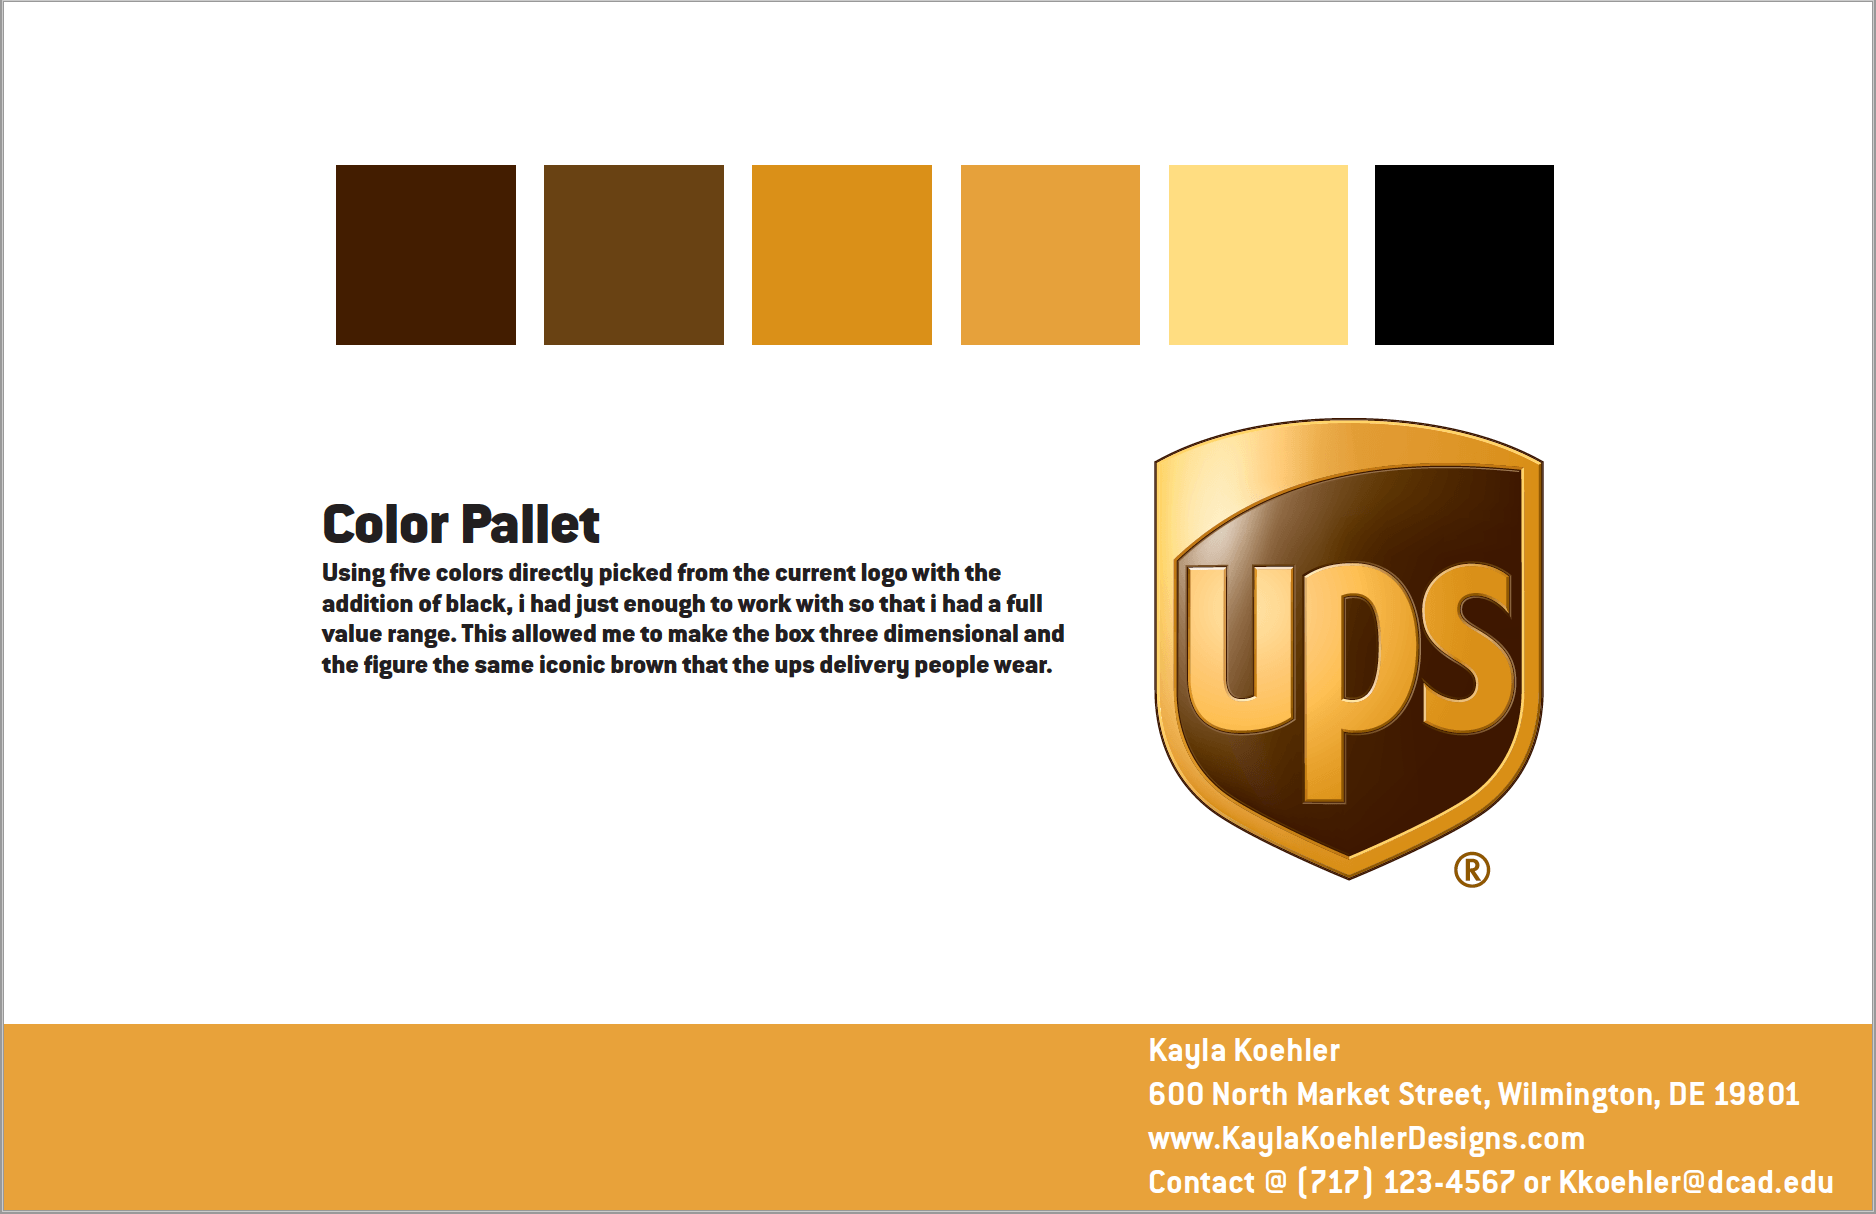 Color Pallet
Using five colors directly picked from the current logo with the
addition of black, i had just enough to work with so that i had a full
value range. This allowed me to make the box three dimensional and
the figure the same iconic brown that the ups delivery people wear.
ups
®
Kayla Koehler
600 North Market Street, Wilmington, DE 19801
www.KaylaKoehlerDesigns.com
Contact @ (717) 123-4567 or Kkoehler@dcad.edu